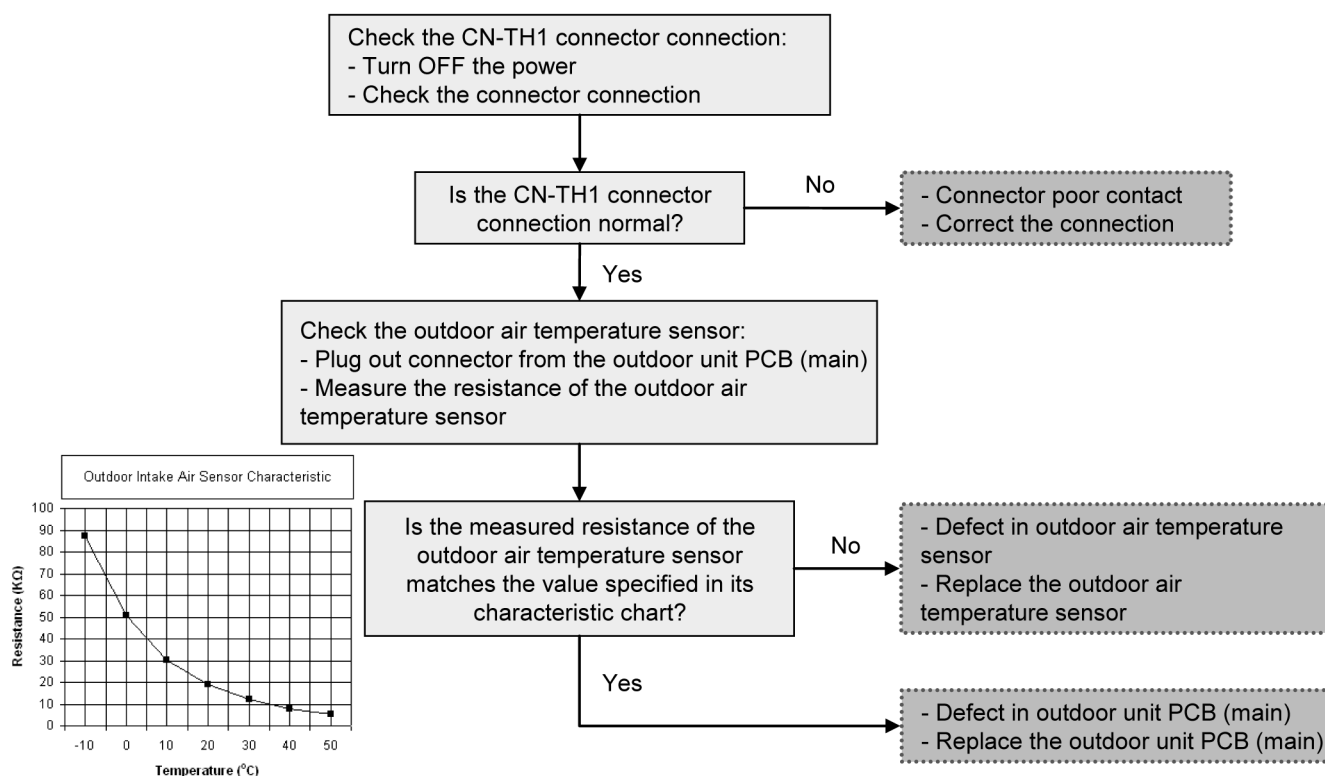 Check the CN-TH1 connector connection:
- Turn OFF the power
- Check the connector connection
Is the CN-TH1 connector
connection normal?
No
- Connector poor contact
- Correct the connection
Yes
Check the outdoor air temperature sensor:
- Plug out connector from the outdoor unit PCB (main)
- Measure the resistance of the outdoor air
temperature sensor
Outdoor Intake Air Sensor Characteristic
Resistance (KΩ)
100
90
80
70
60
50
40
30
20
10
0
-10 0 10 20 30 40 50
Temperature (°C)
Is the measured resistance of the
outdoor air temperature sensor
matches the value specified in its
characteristic chart?
No
- Defect in outdoor air temperature
sensor
- Replace the outdoor air
temperature sensor
Yes
- Defect in outdoor unit PCB (main)
- Replace the outdoor unit PCB (main)